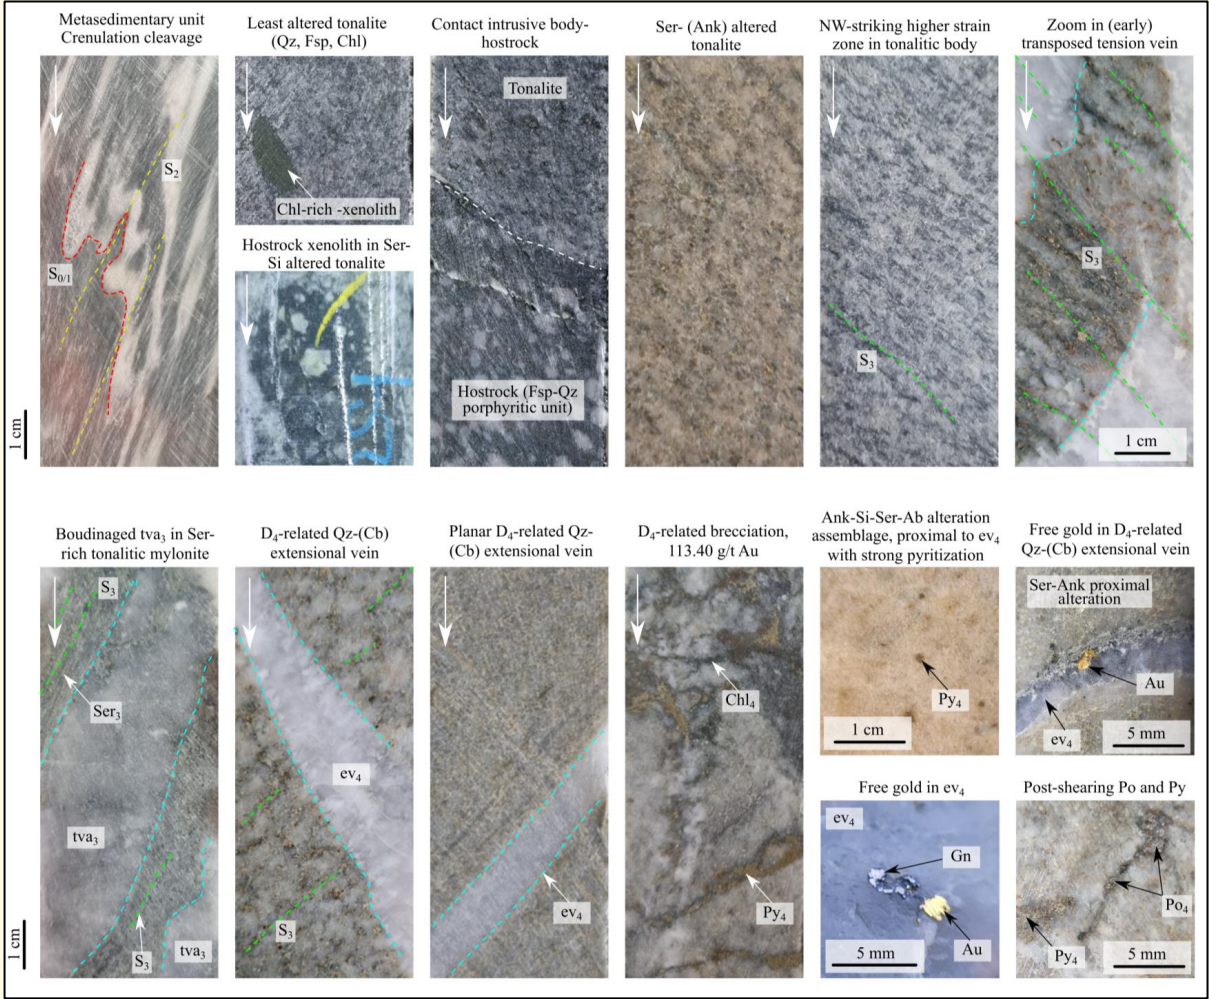 Metasedimentary unit
Crenulation cleavage
S2
S0/1
1 cm
Least altered tonalite
(Qz, Fsp, Chl)
Chl-rich -xenolith
Hostrock xenolith in Ser-
Si altered tonalite
Contact intrusive body-
hostrock
Tonalite
Hostrock (Fsp-Qz
porphyritic unit)
Ser- (Ank) altered
tonalite
NW-striking higher strain
zone in tonalitic body
S3
Zoom in (early)
transposed tension vein
S3
1 cm
Boudinaged tva3 in Ser-
rich tonalitic mylonite
S3
Ser3
tva3
S3
tva3
1 cm
D4-related Qz-(Cb)
extensional vein
ev4
S3
Planar D4-related Qz-
(Cb) extensional vein
ev4
D4-related brecciation,
113.40 g/t Au
Chl4
Py4
Ank-Si-Ser-Ab alteration
assemblage, proximal to ev4
with strong pyritization
Py4
1 cm
Free gold in D4-related
Qz-(Cb) extensional vein
Ser-Ank proximal
alteration
Au
ev4
5 mm
Free gold in ev4
ev4
Gn
Au
5 mm
Post-shearing Po and Py
Po4
Py4
5 mm